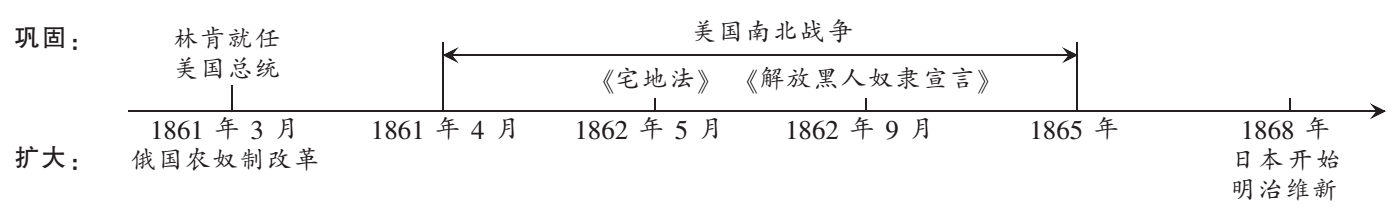 巩固：
林肯就任
美国总统
美国南北战争
《宅地法》 《解放黑人奴隶宣言》
1861 年 3 月 1861 年 4 月 1862 年 5 月 1862 年 9 月 1865 年 1868 年
扩大： 俄国农奴制改革 日本开始
明治维新